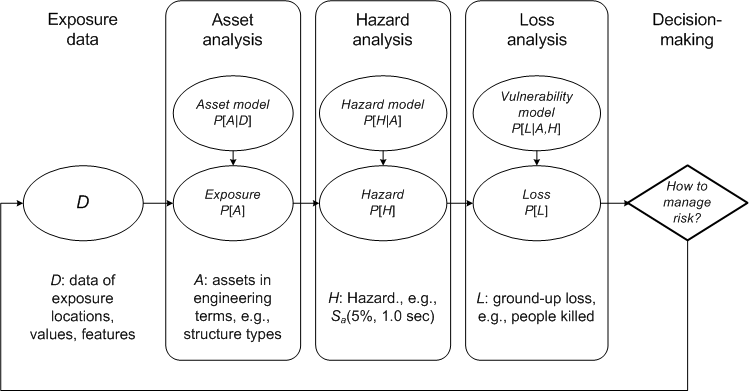 Exposure
data
Asset
analysis
Hazard
analysis
Loss
analysis
Decision-
making
Asset model
P[A|D]
Hazard model
P[H|A]
Vulnerability
model
P[L|A,H]
D
Exposure
P[A]
Hazard
P[H]
Loss
P[L]
How to
manage
risk?
D: data of
exposure
locations,
values, features
A: assets in
engineering
terms, e.g.,
structure types
H: Hazard., e.g.,
Sa(5%, 1.0 sec)
L: ground-up loss,
e.g., people killed